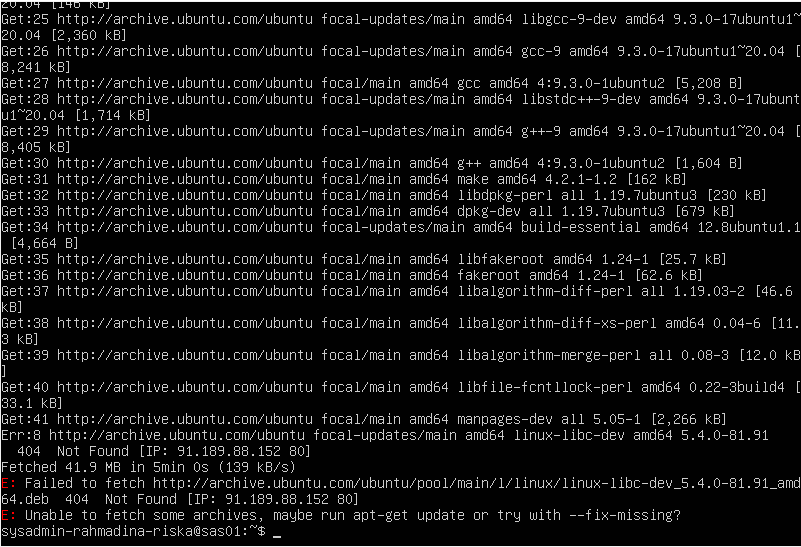 20.04 [146 kB]
Get:25 http://archive.ubuntu.com/ubuntu focal-updates/main amd64 libgcc-9-dev amd64 9.3.0-17ubuntu1~
20.04 [2,360 kB]
Get:26 http://archive.ubuntu.com/ubuntu focal-updates/main amd64 gcc-9 amd64 9.3.0-17ubuntu1~20.04 [
8,241 kB]
Get:27 http://archive.ubuntu.com/ubuntu focal/main amd64 gcc amd64 4:9.3.0-1ubuntu2 [5,208 B]
Get:28 http://archive.ubuntu.com/ubuntu focal-updates/main amd64 libstdc++-9-dev amd64 9.3.0-17ubunt
u1~20.04 [1,714 kB]
Get:29 http://archive.ubuntu.com/ubuntu focal-updates/main amd64 g++-9 amd64 9.3.0-17ubuntu1~20.04 [
8,405 kB]
Get:30 http://archive.ubuntu.com/ubuntu focal/main amd64 g++ amd64 4:9.3.0-1ubuntu2 [1,604 B]
Get:31 http://archive.ubuntu.com/ubuntu focal/main amd64 make amd64 4.2.1-1.2 [162 kB]
Get:32 http://archive.ubuntu.com/ubuntu focal/main amd64 libdpkg-perl all 1.19.7ubuntu3 [230 kB]
Get:33 http://archive.ubuntu.com/ubuntu focal/main amd64 dpkg-dev all 1.19.7ubuntu3 [679 kB]
Get:34 http://archive.ubuntu.com/ubuntu focal-updates/main amd64 build-essential amd64 12.8ubuntu1.1
[4,664 B]
Get:35 http://archive.ubuntu.com/ubuntu focal/main amd64 libfakeroot amd64 1.24-1 [25.7 kB]
Get:36 http://archive.ubuntu.com/ubuntu focal/main amd64 fakeroot amd64 1.24-1 [62.6 kB]
Get:37 http://archive.ubuntu.com/ubuntu focal/main amd64 libalgorithm-diff-perl all 1.19.03-2 [46.6
kB]
Get:38 http://archive.ubuntu.com/ubuntu focal/main amd64 libalgorithm-diff-xs-perl amd64 0.04-6 [11.
3 kB]
Get:39 http://archive.ubuntu.com/ubuntu focal/main amd64 libalgorithm-merge-perl all 0.08-3 [12.0 kB
]
Get:40 http://archive.ubuntu.com/ubuntu focal/main amd64 libfile-fcntllock-perl amd64 0.22-3build4 [
33.1 kB]
Get:41 http://archive.ubuntu.com/ubuntu focal/main amd64 manpages-dev all 5.05-1 [2,266 kB]
Err:8 http://archive.ubuntu.com/ubuntu focal-updates/main amd64 linux-libc-dev amd64 5.4.0-81.91
404 Not Found [IP: 91.189.88.152 80]
Fetched 41.9 MB in 5min 0s (139 kB/s)
E: Failed to fetch http://archive.ubuntu.com/ubuntu/pool/main/l/linux/linux-libc-dev_5.4.0-81.91_amd
64.deb 404 Not Found [IP: 91.189.88.152 80]
E: Unable to fetch some archives, maybe run apt-get update or try with --fix-missing?
sysadmin-rahmadina-riska@sas01:~$ _